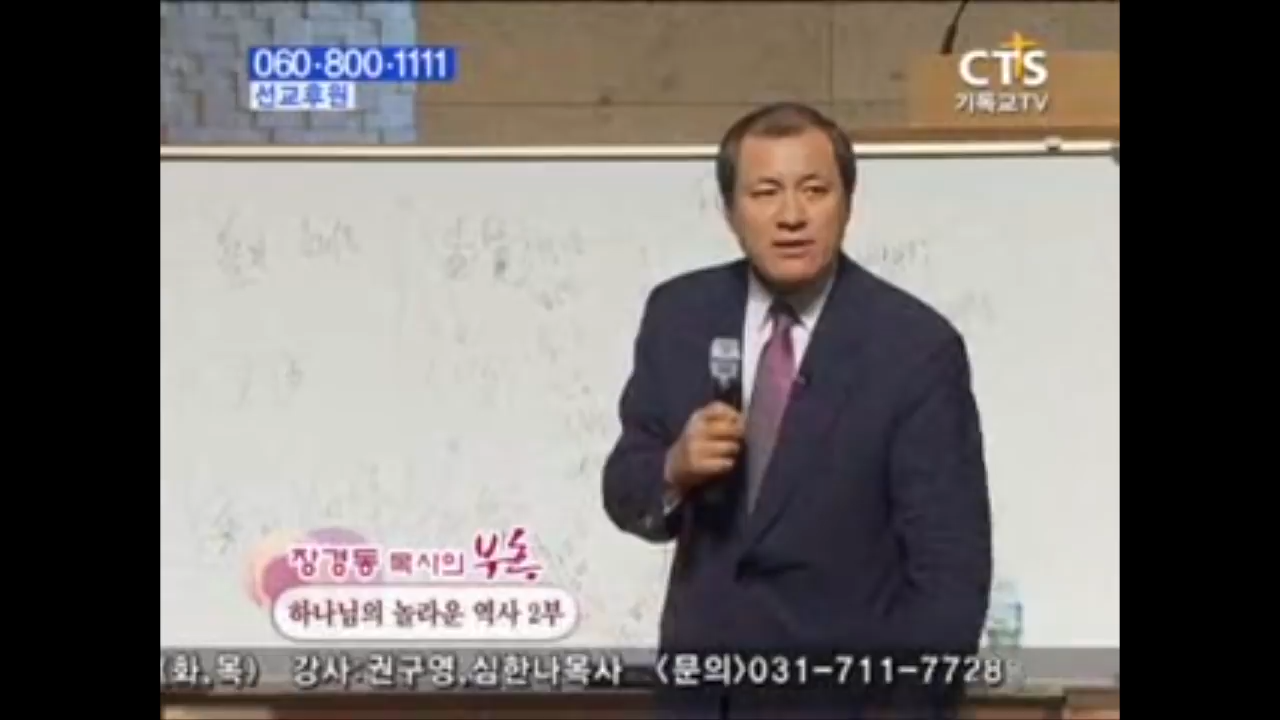 060·800·1111
선교후원
CTS
기독교TV
장경동 목사의 부흥
하나님의 놀라운 역사 2부
(화,목) 강사:권구영,심한나목사 <문의>031-711-7728